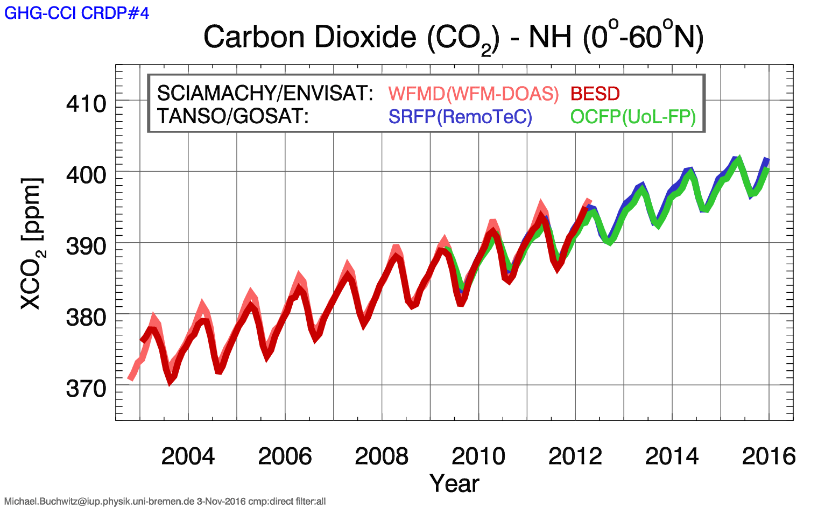 GHG-CCI CRDP#4
Carbon Dioxide (CO₂) - NH (0°-60°N)
SCIAMACHY/ENVISAT: WFMD(WFM-DOAS) BESD
TANSO/GOSAT: SRFP(RemoTeC) OCFP(UoL-FP)
410
400
390
380
370
XCO₂ [ppm]
2004 2006 2008 2010 2012 2014 2016
Year
Michael.Buchwitz@iup.physik.uni-bremen.de 3-Nov-2016 cmp:direct filter:all